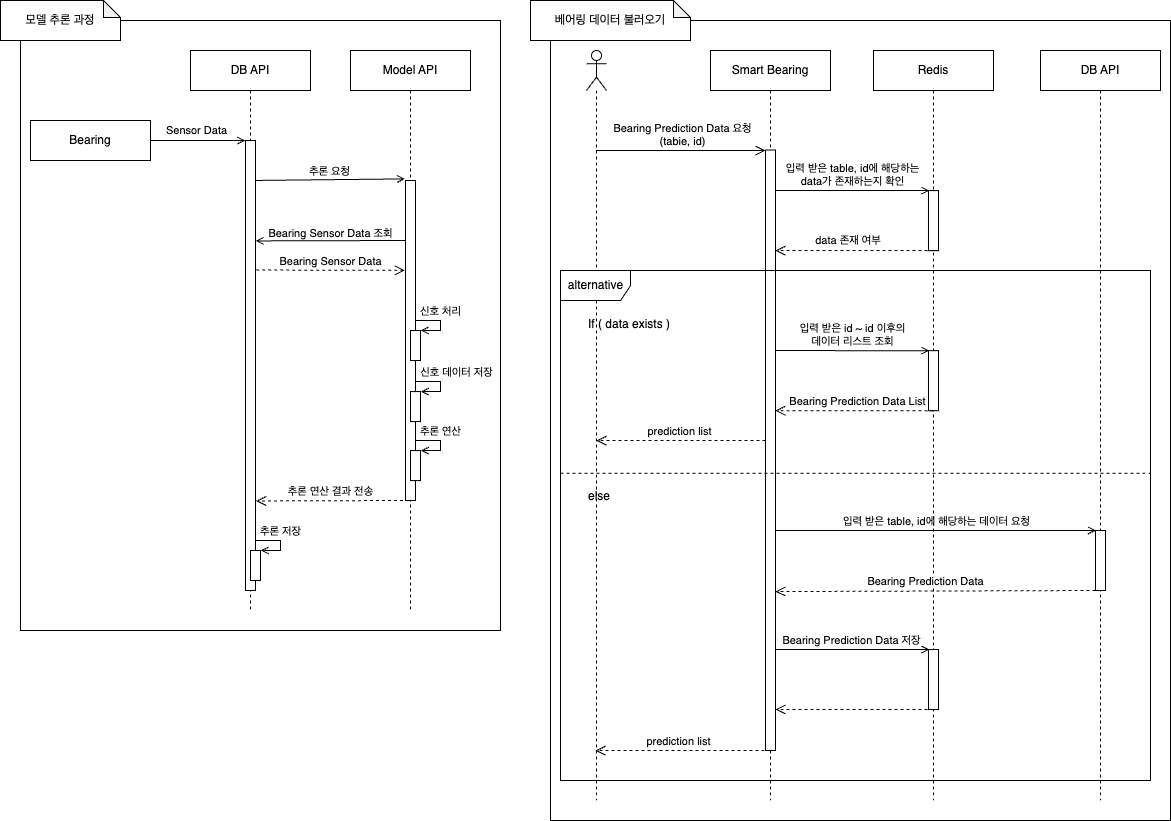 모델 추론 과정
DB API
Model API
Bearing
Sensor Data
추론 요청
Bearing Sensor Data 조회
Bearing Sensor Data
신호 처리
신호 데이터 저장
추론 연산
추론 연산 결과 전송
추론 저장
베어링 데이터 불러오기
Smart Bearing
Redis
DB API
Bearing Prediction Data 요청
(tabie, id)
입력 받은 table, id에 해당하는
data가 존재하는지 확인
data 존재 여부
alternative
If ( data exists )
입력 받은 id ~ id 이후의
데이터 리스트 조회
Bearing Prediction Data List
prediction list
else
입력 받은 table, id에 해당하는 데이터 요청
Bearing Prediction Data
Bearing Prediction Data 저장
prediction list